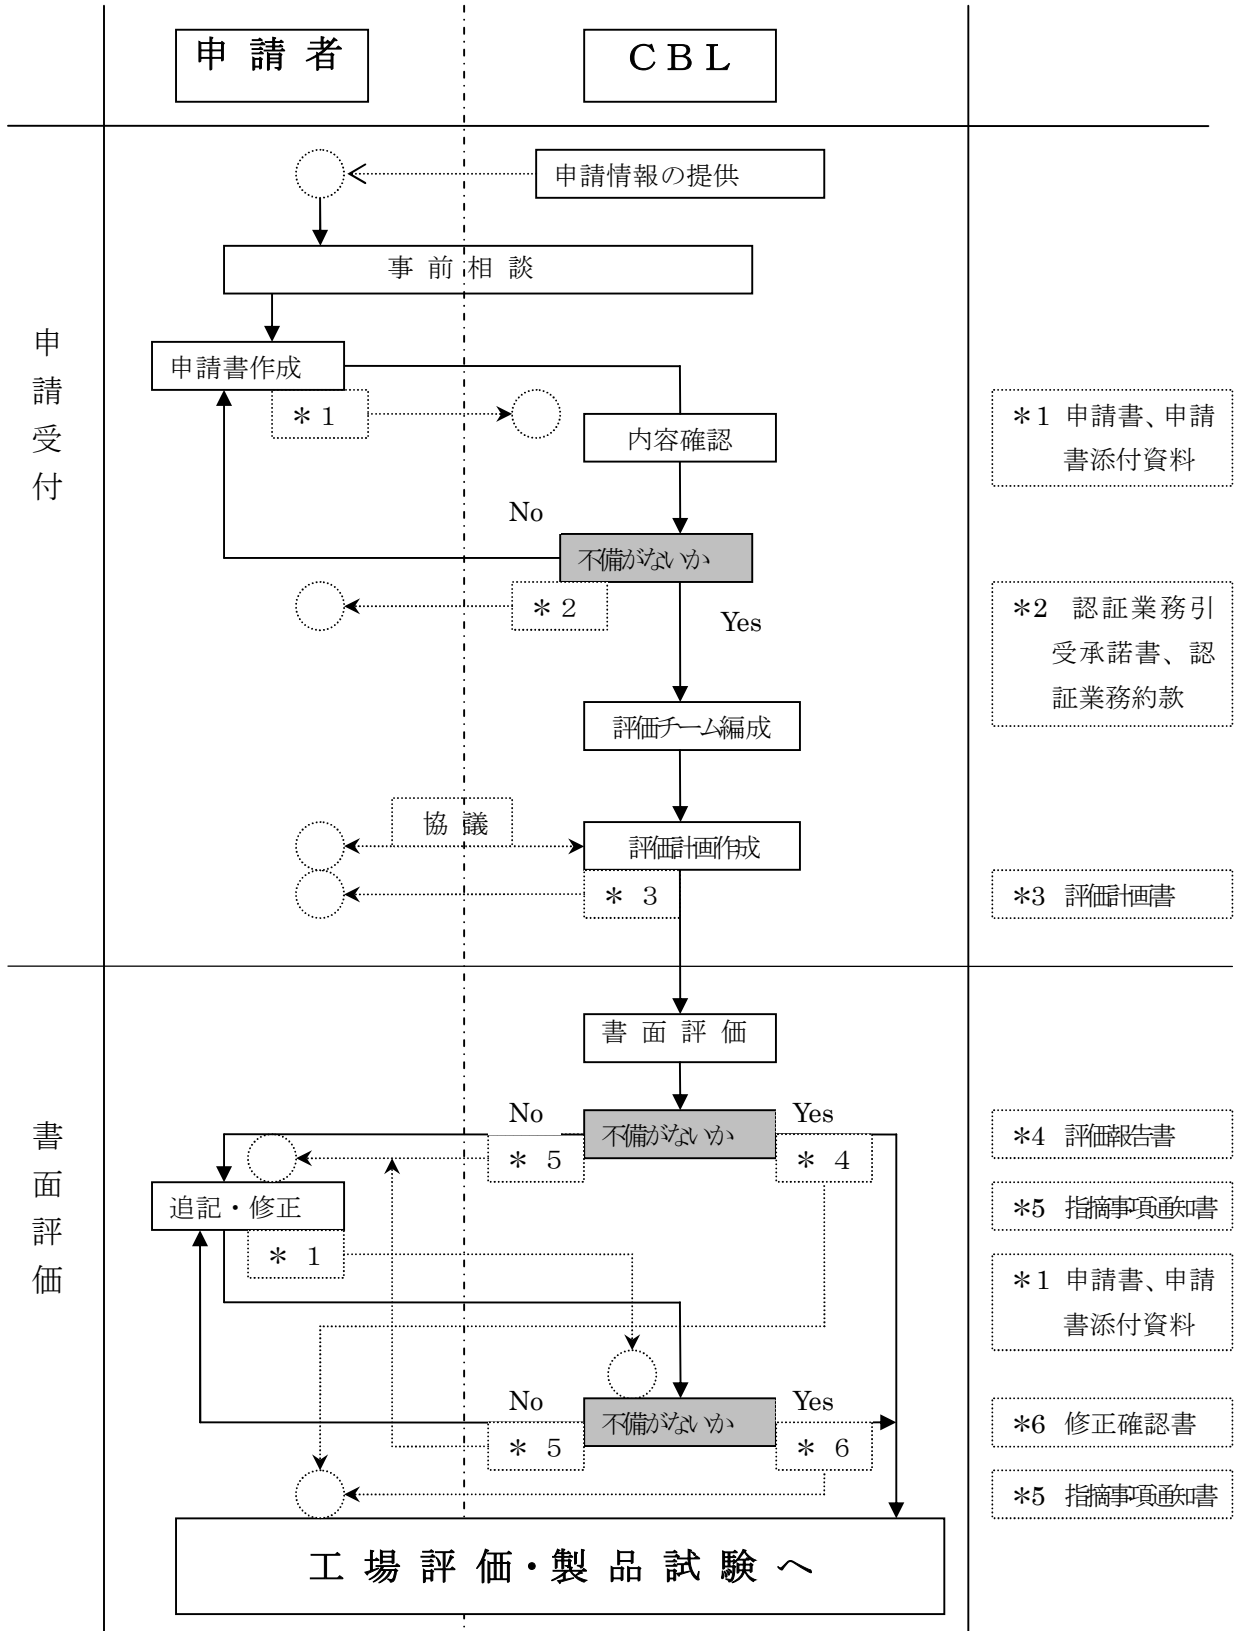 申 請 者
ＣＢＬ
申請情報の提供
事 前 相 談
申請受付
申請書作成
＊１
内容確認
＊1 申請書、申請
書添付資料
No
不備がないか
＊２
Yes
＊2 認証業務引
受承諾書、認
証業務約款
評価チーム編成
協 議
評価計画作成
＊ ３
＊3 評価計画書
書 面 評 価
書面評価
No
不備がないか
Yes
＊ ５
＊ ４
＊4 評価報告書
追記・修正
＊5 指摘事項通知書
＊ １
＊1 申請書、申請
書添付資料
No
不備がないか
Yes
＊ ５
＊ ６
＊6 修正確認書
＊5 指摘事項通知書
工 場 評 価・製 品 試 験 へ